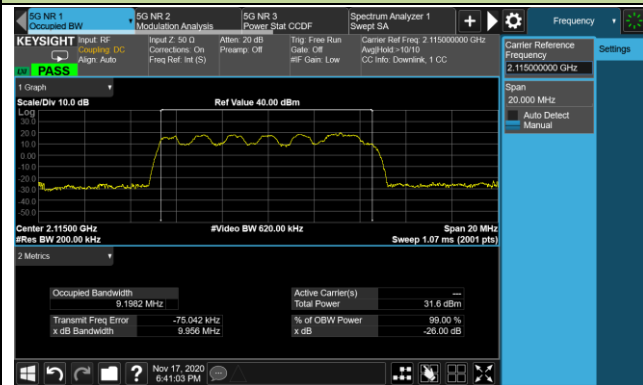 5G NR 1
Occupied BW
5G NR 2
Modulation Analysis
5G NR 3
Power Stat CCDF
Spectrum Analyzer 1
Swept SA
Frequency
KEYSIGHT
Input: RF
Coupling: DC
Align: Auto
Input Z: 50 Ω
Corrections: On
Freq Ref: Int (S)
Atten: 20 dB
Preamp: Off
Trig: Free Run
Gate: Off
#IF Gain: Low
Carrier Ref Freq: 2.115000000 GHz
Avg|Hold:>10/10
CC Info: Downlink, 1 CC
PASS
Carrier Reference
Frequency
2.115000000 GHz
Settings
Span
20.000 MHz
Auto Detect
Manual
1 Graph
Scale/Div 10.0 dB
Ref Value 40.00 dBm
Log
30.0
20.0
10.0
0.00
-10.0
-20.0
-30.0
-40.0
-50.0
Center 2.11500 GHz
#Video BW 620.00 kHz
Span 20 MHz
#Res BW 200.00 kHz
Sweep 1.07 ms (2001 pts)
2 Metrics
Occupied Bandwidth
9.1982 MHz
Active Carrier(s)
---
Total Power
31.6 dBm
Transmit Freq Error
-75.042 kHz
% of OBW Power
99.00 %
x dB Bandwidth
9.956 MHz
x dB
-26.00 dB
?
Nov 17, 2020
6:41:03 PM